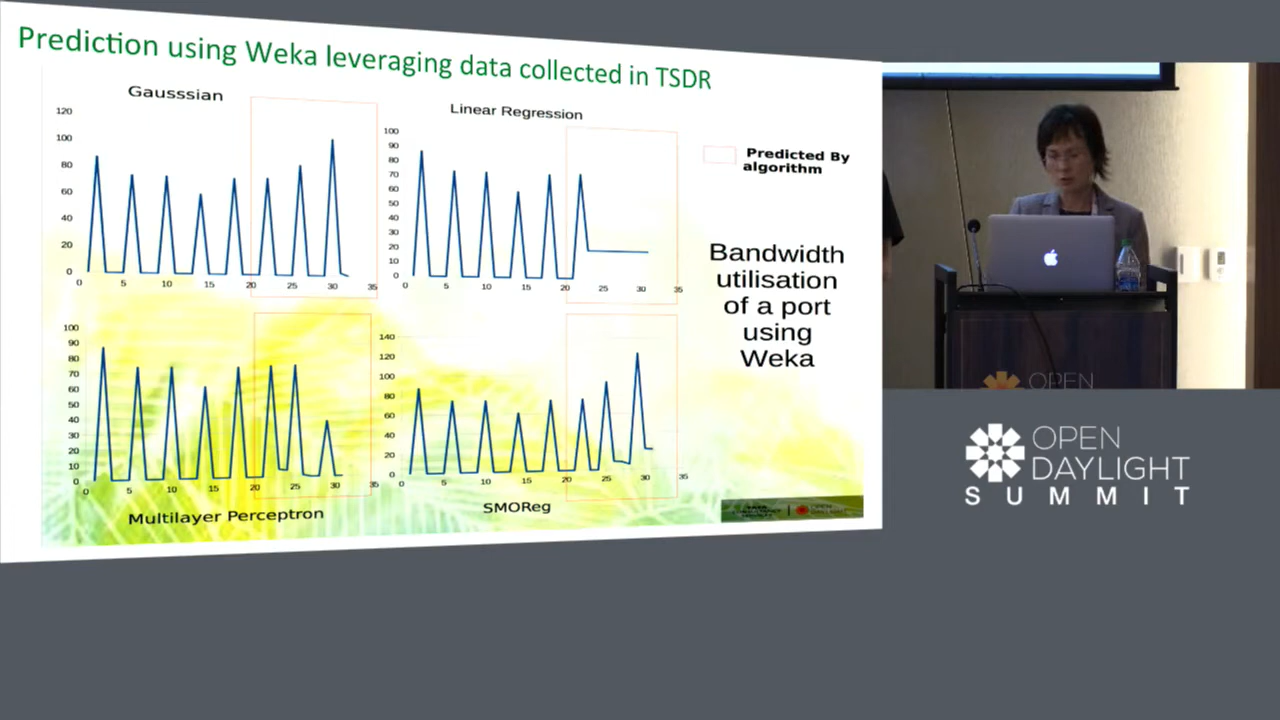 Prediction using Weka leveraging data collected in TSDR
Gausssian
120
100
80
60
40
20
0
0 5 10 15 20 25 30 35
Linear Regression
100
90
80
70
60
50
40
30
20
10
0
0 5 10 15 20 25 30 35
Predicted By
algorithm
Bandwidth
utilisation
of a port
using
Weka
100
90
80
70
60
50
40
30
20
10
0
0 5 10 15 20 25 30 35
Multilayer Perceptron
140
120
100
80
60
40
20
0
0 5 10 15 20 25 30 35
SMOReg
OPEN
OPEN
DAYLIGHT
SUMMIT